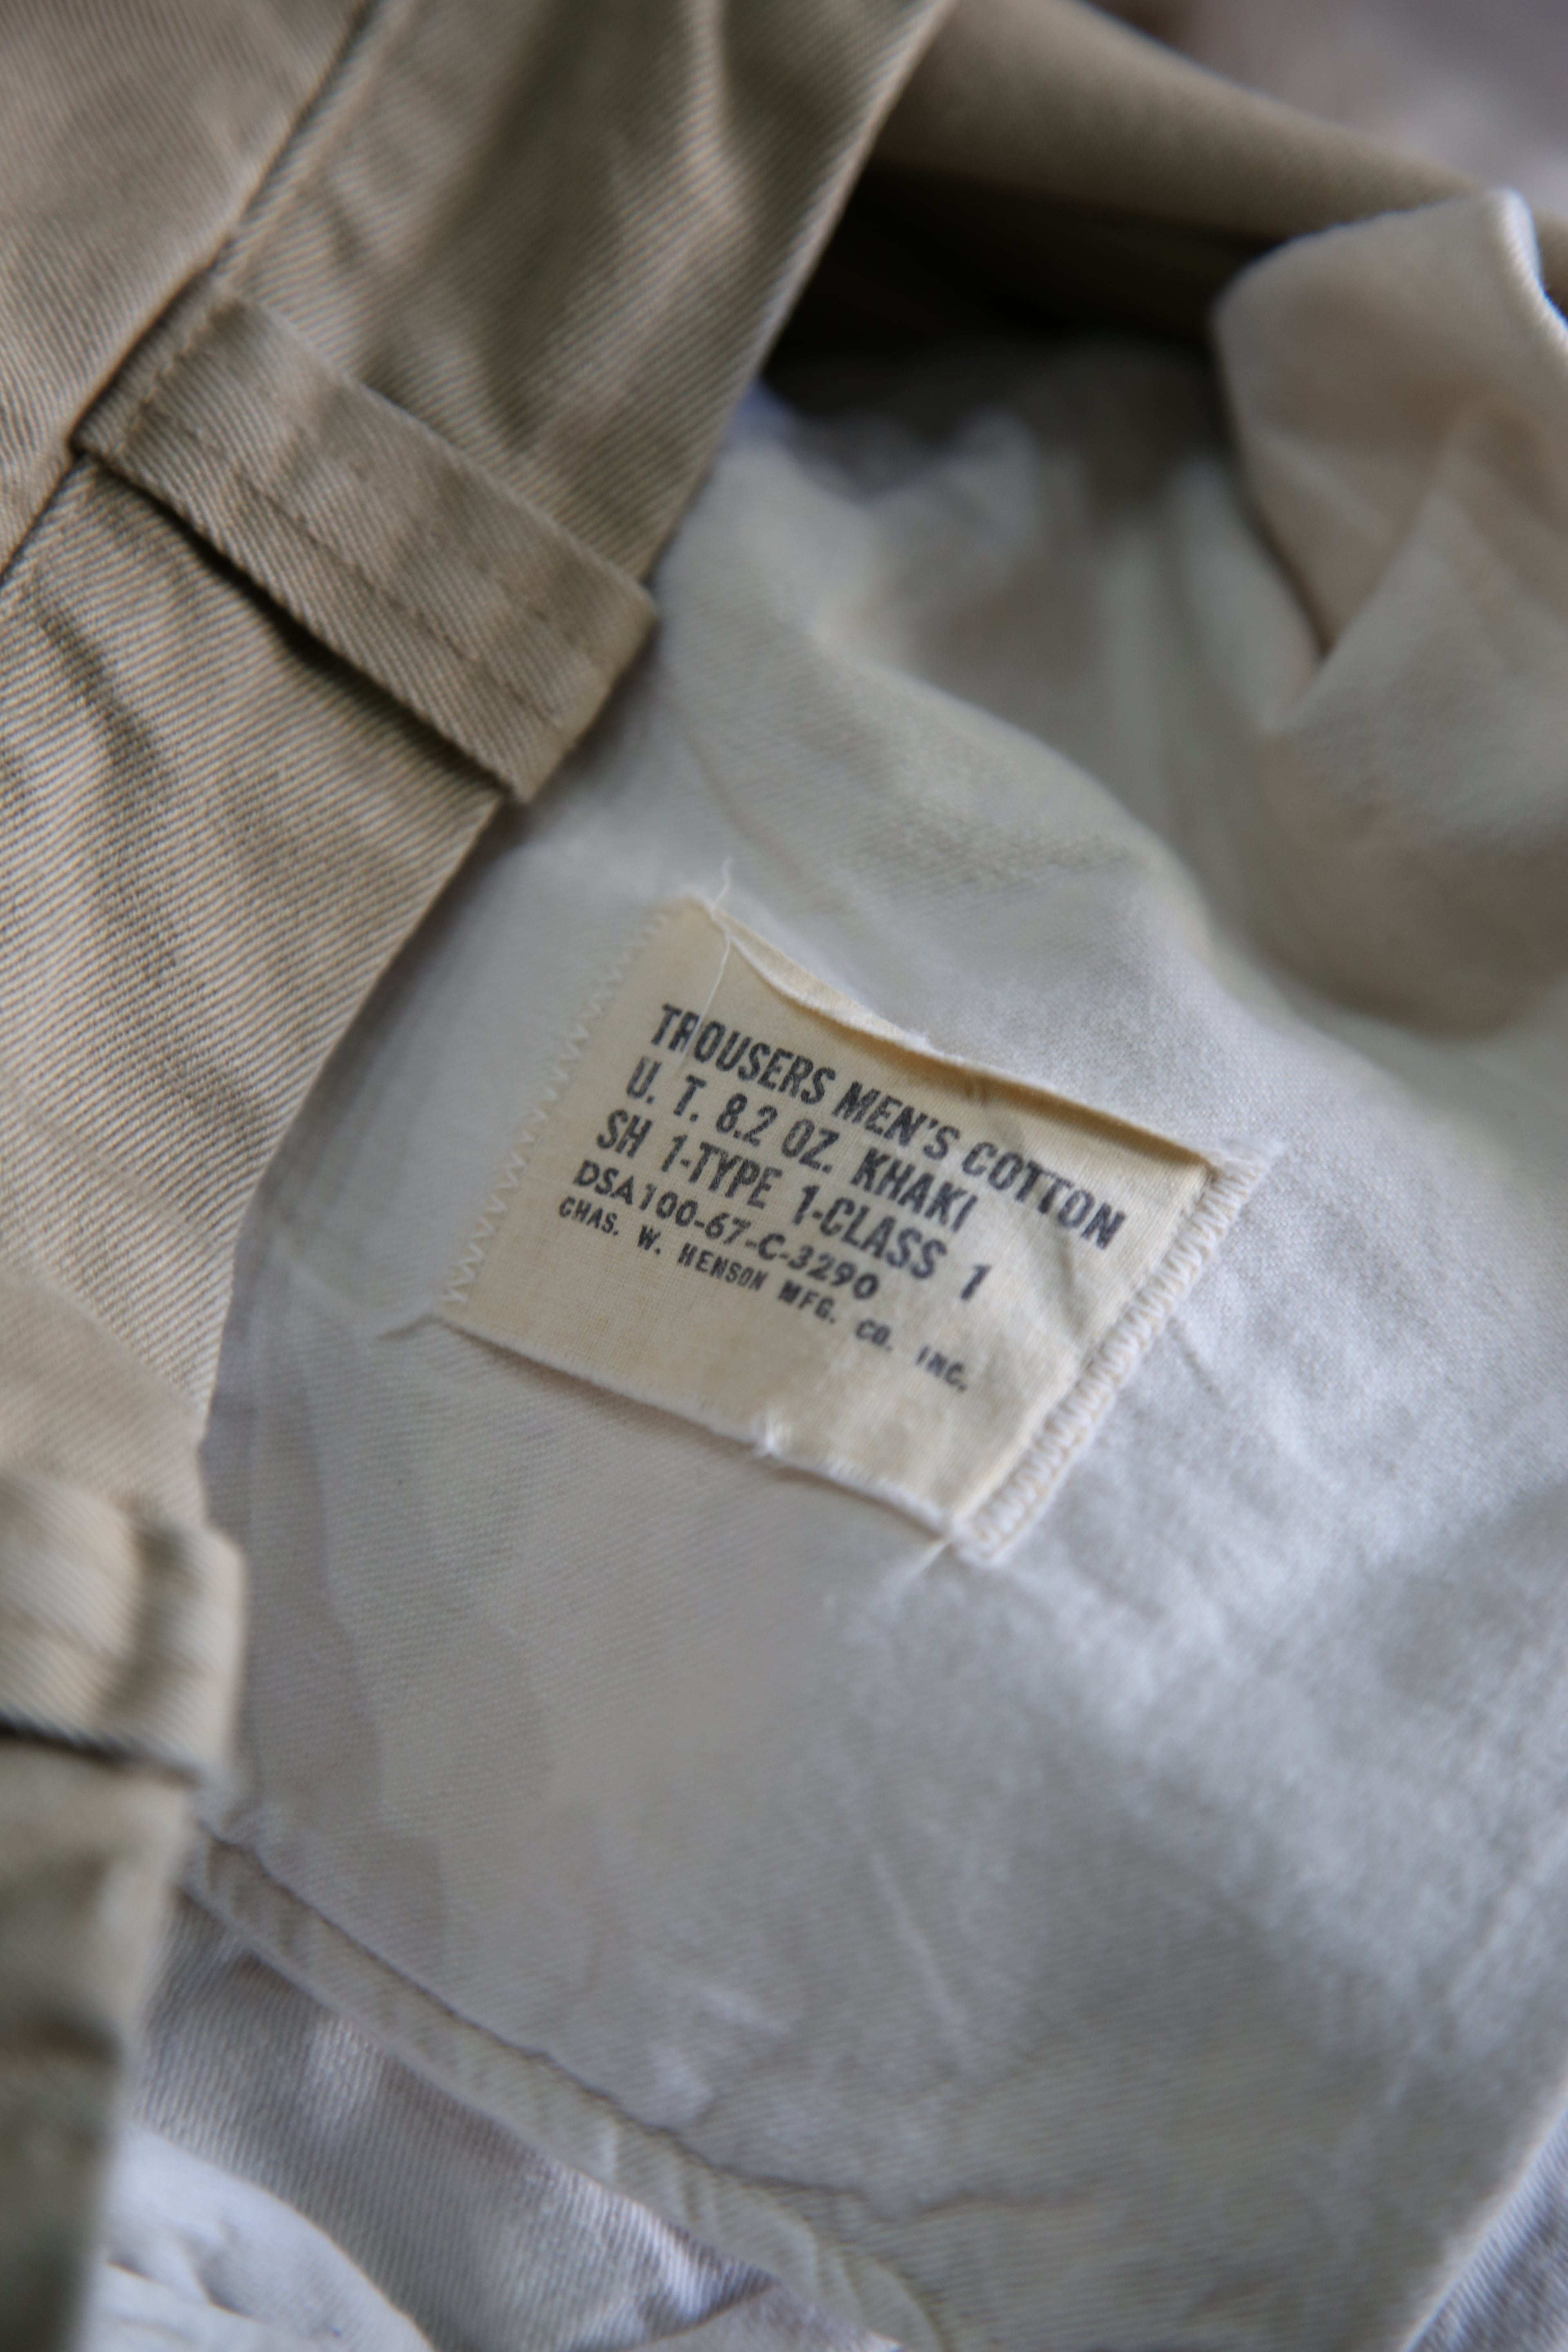 TROUSERS MEN'S COTTON
U. T. 8.2 OZ. KHAKI
SH 1-TYPE 1-CLASS 1
DSA100-67-C-3290
CHAS. W. HENSON MFG. CO. INC.